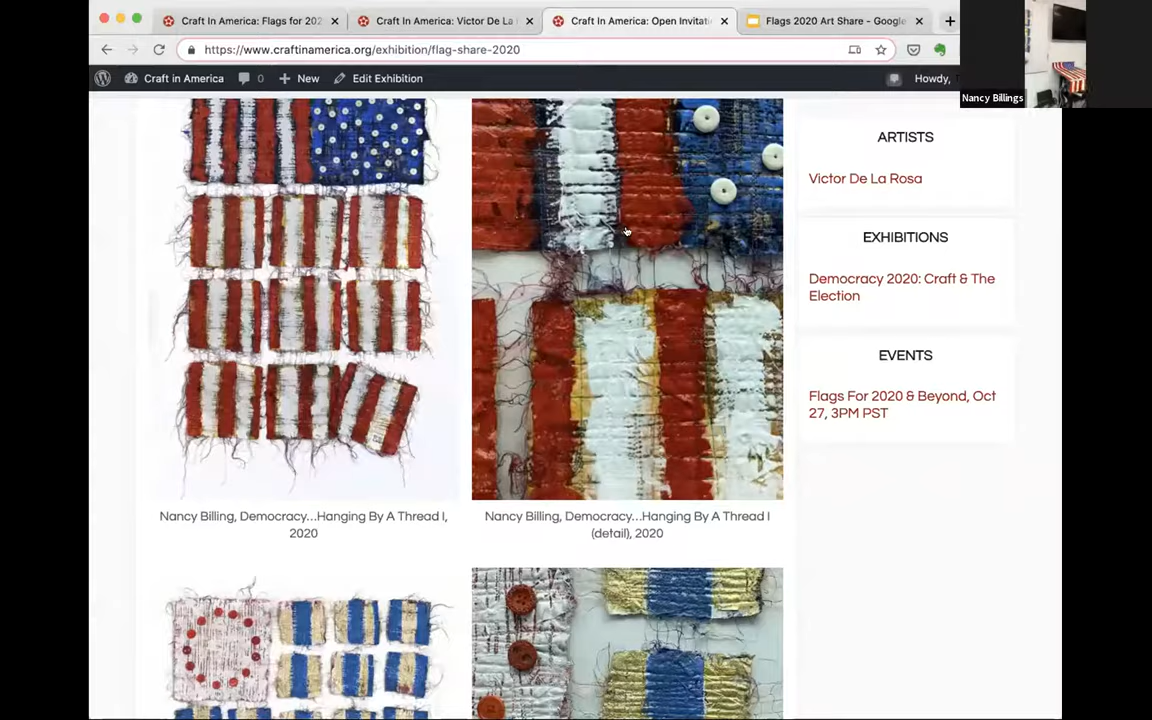 Craft In America: Flags for 202
Craft In America: Victor De La
Craft In America: Open Invitati
Flags 2020 Art Share - Google
https://www.craftinamerica.org/exhibition/flag-share-2020
Craft in America
0
New
Edit Exhibition
Howdy,
Nancy Billings
ARTISTS
Victor De La Rosa
EXHIBITIONS
Democracy 2020: Craft & The
Election
EVENTS
Flags For 2020 & Beyond, Oct
27, 3PM PST
Nancy Billing, Democracy…Hanging By A Thread I,
2020
Nancy Billing, Democracy…Hanging By A Thread I
(detail), 2020